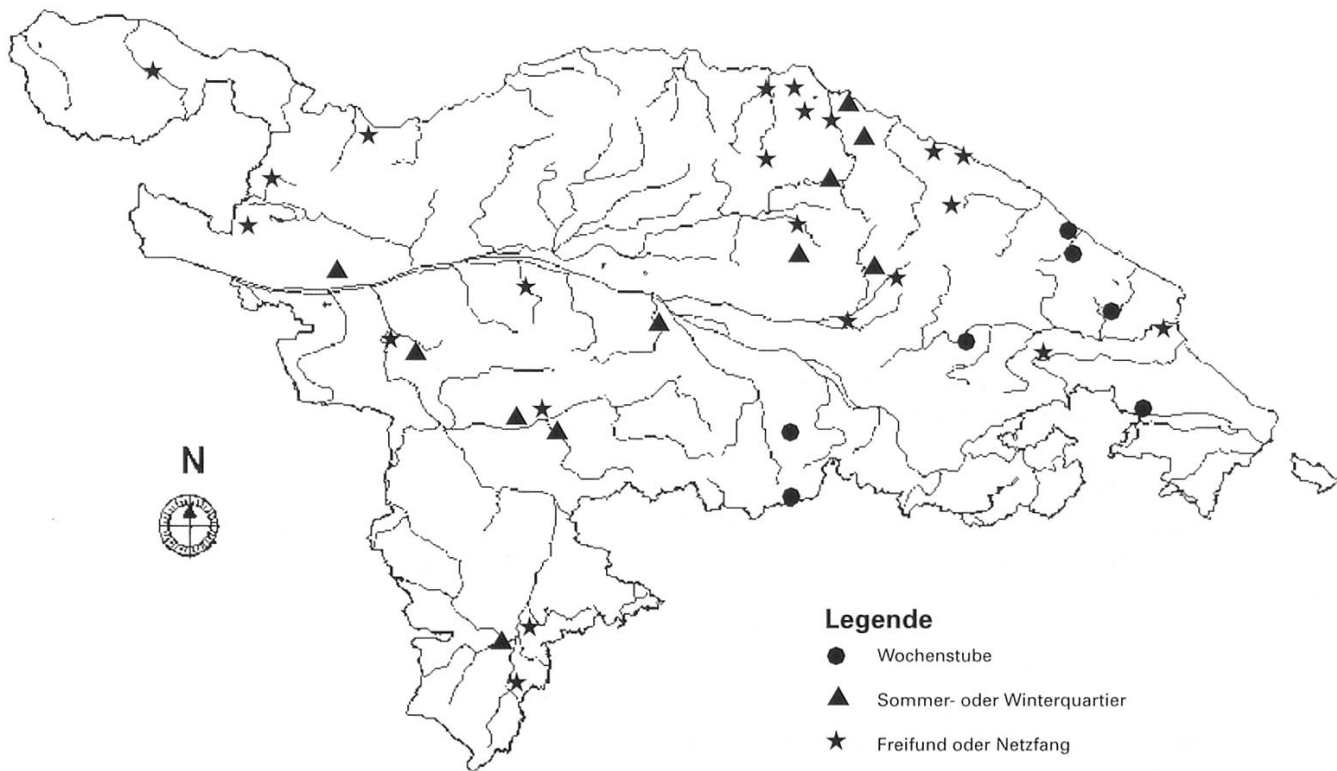 N
Legende
Wochenstube
Sommer- oder Winterquartier
Freifund oder Netzfang